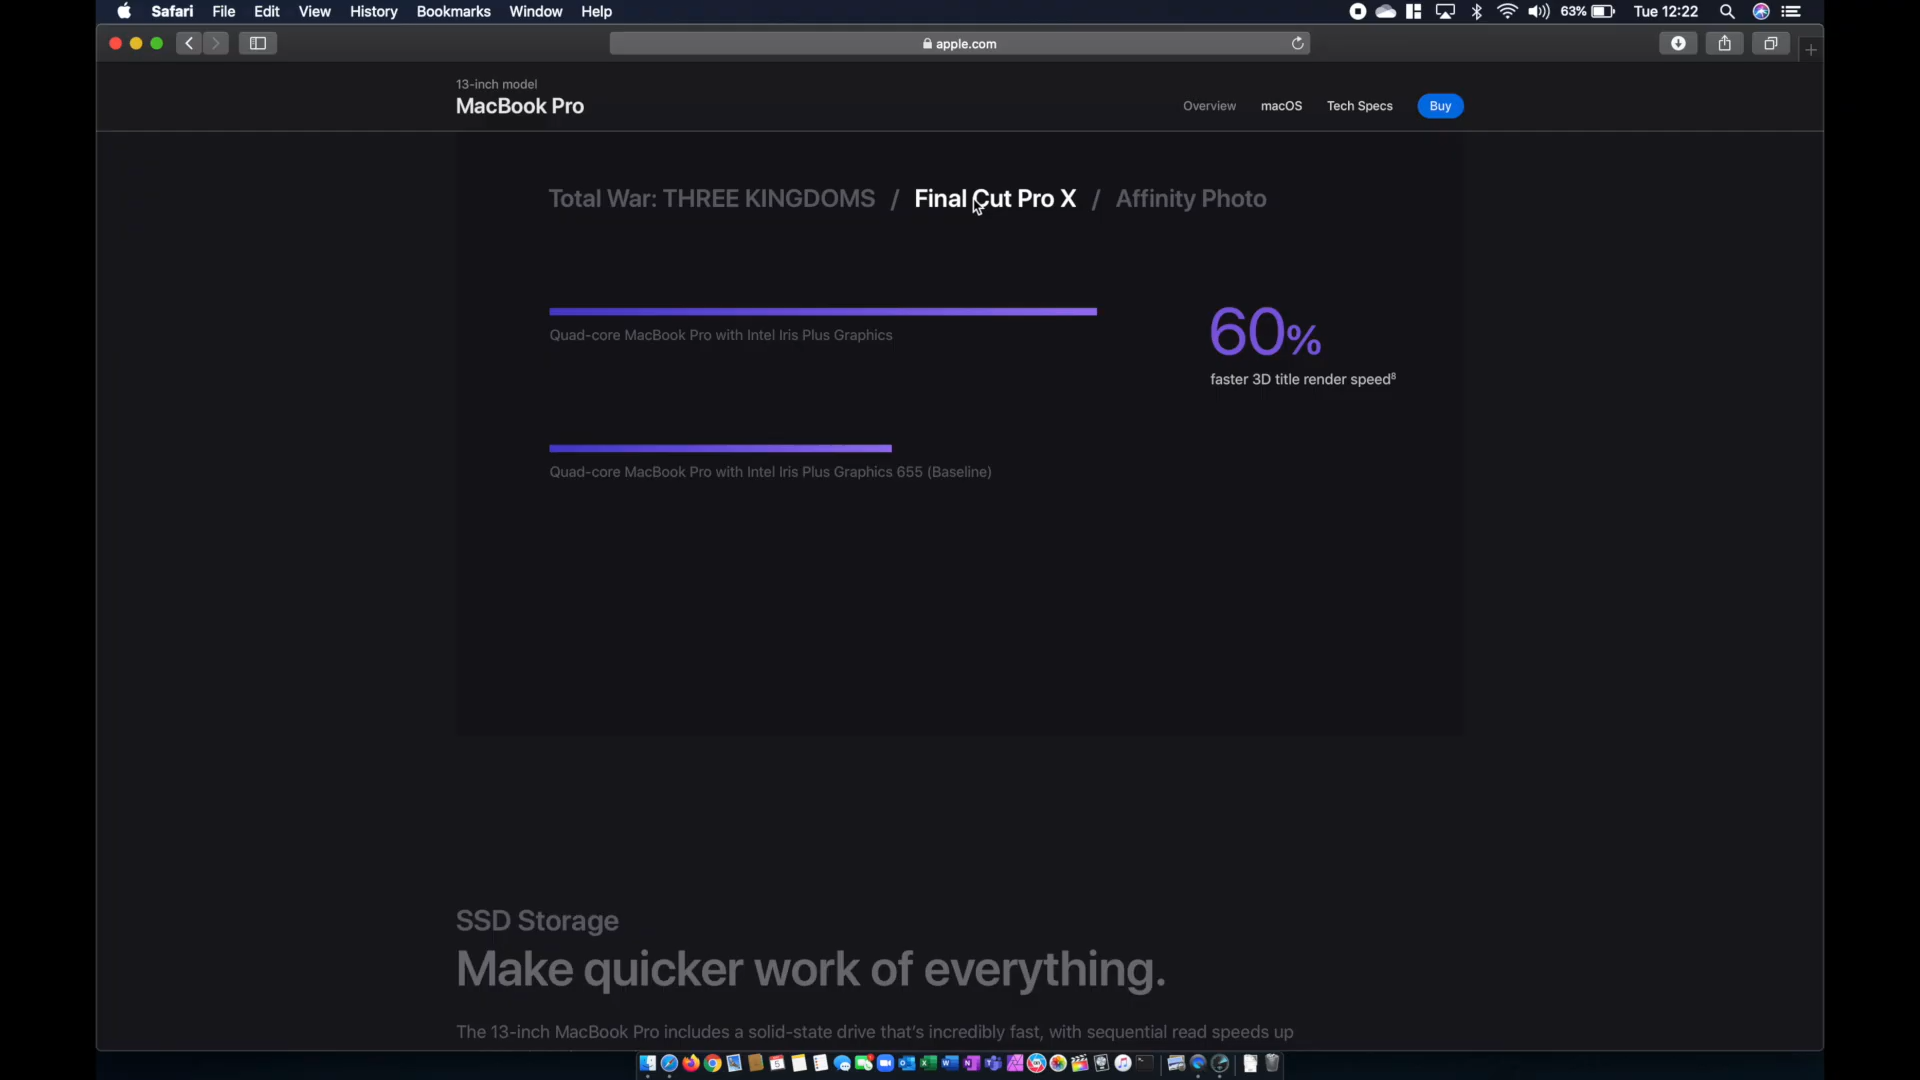 Safari File Edit View History Bookmarks Window Help 63% Tue 12:22
apple.com
13-inch model
MacBook Pro
Overview macOS Tech Specs Buy
Total War: THREE KINGDOMS / Final Cut Pro X / Affinity Photo
Quad-core MacBook Pro with Intel Iris Plus Graphics
60%
faster 3D title render speed⁸
Quad-core MacBook Pro with Intel Iris Plus Graphics 655 (Baseline)
SSD Storage
Make quicker work of everything.
The 13-inch MacBook Pro includes a solid-state drive that's incredibly fast, with sequential read speeds up